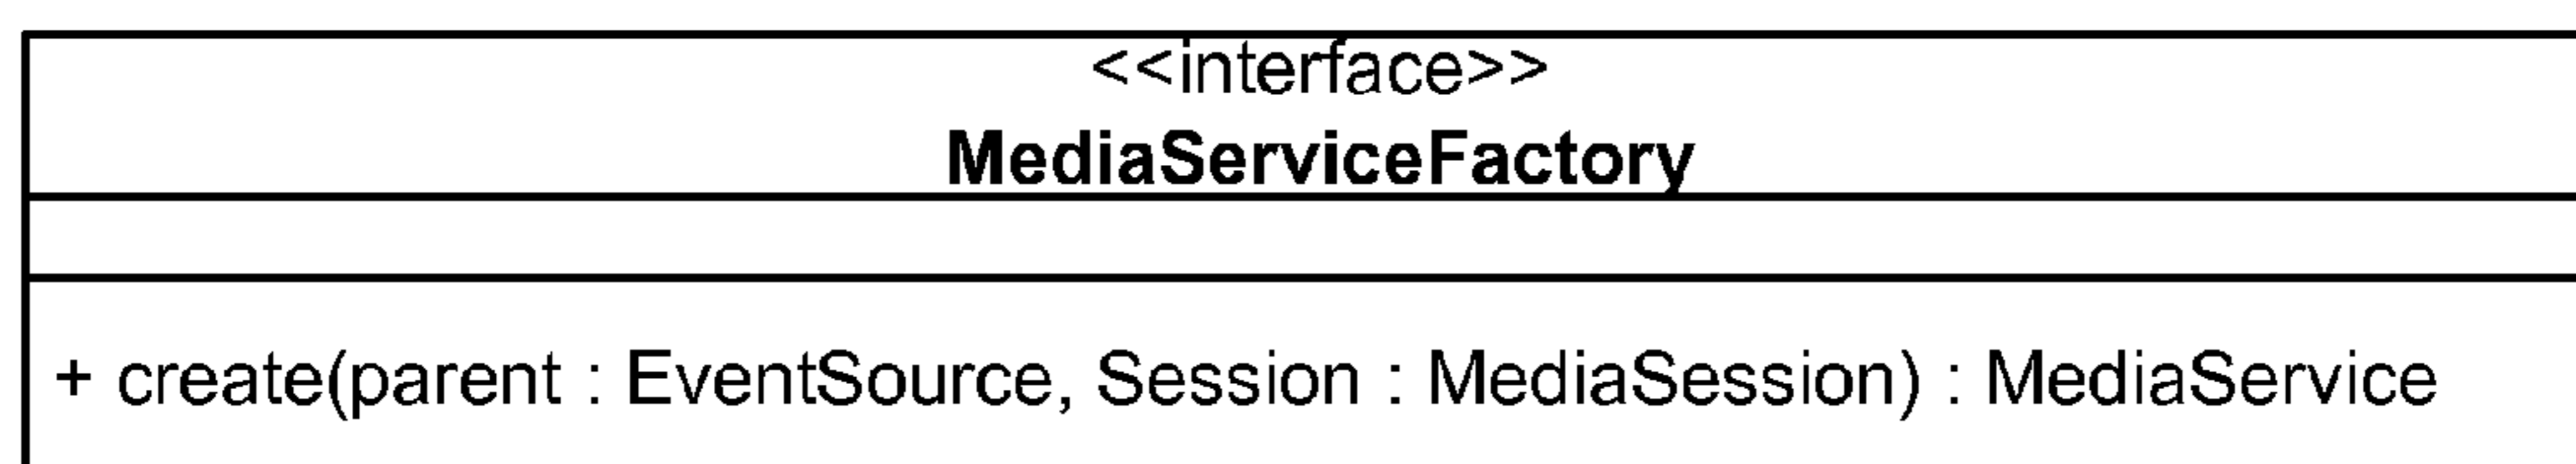 <<interface>>
MediaServiceFactory
+ create(parent : EventSource, Session : MediaSession) : MediaService